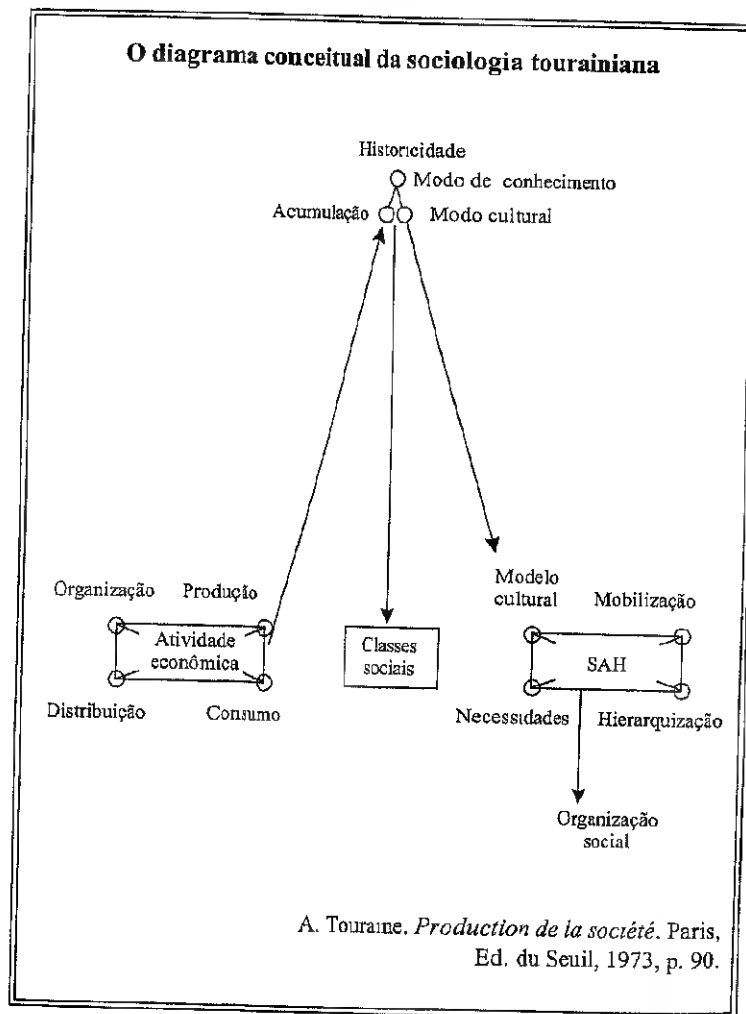 O diagrama conceitual da sociologia tourainiana
Historicidade
Modo de conhecimento
Acumulação
Modo cultural
Organização
Produção
Atividade
econômica
Distribuição
Consumo
Classes
sociais
Modelo
cultural
Mobilização
SAH
Necessidades
Hierarquização
Organização
social
A. Touraine. Production de la société. Paris,
Ed. du Seuil, 1973, p. 90.